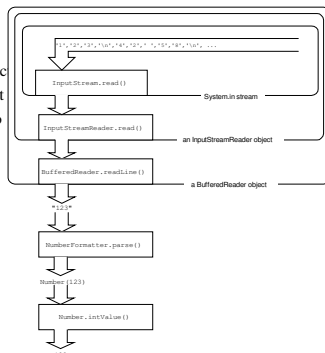 '1','2','3','\n','4','2',' ','5','8','\n', ...
InputStream.read()
System.in stream
InputStreamReader.read()
an InputStreamReader object
BufferedReader.readLine()
a BufferedReader object
"123"
NumberFormatter.parse()
Number(123)
Number.intValue()